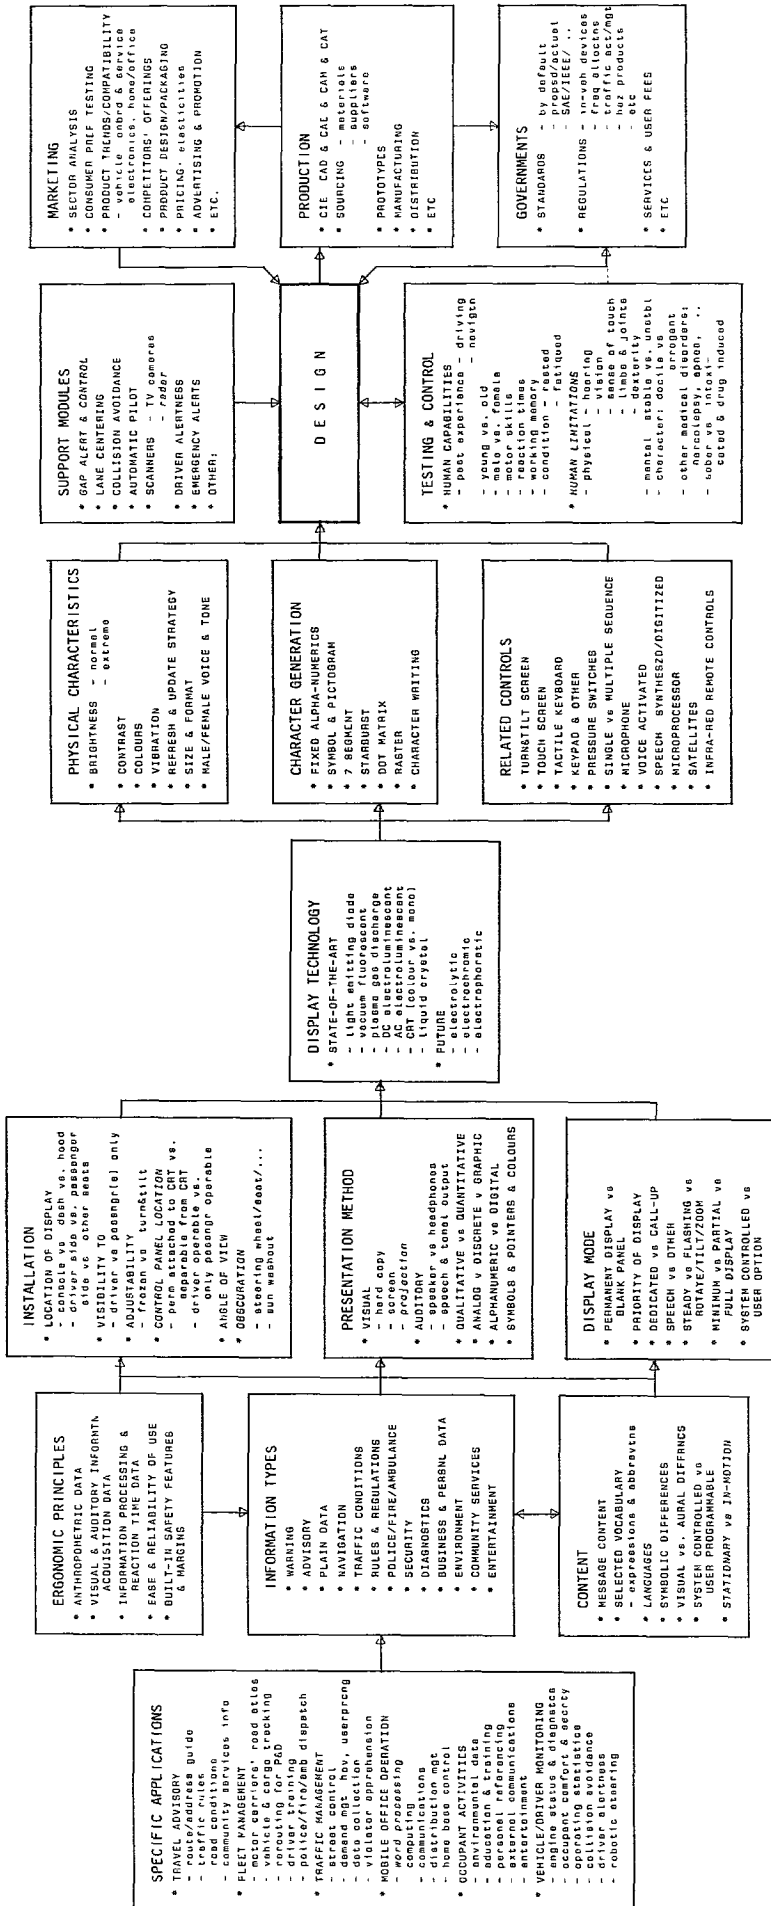 SPECIFIC APPLICATIONS
* TRAVEL ADVISORY
- route/address guide
- traffic rules
road conditions
- community services info
* FLEET MANAGEMENT
- motor carriers' road atlas
- vehicle & cargo tracking
- rerouting for P&D
- driver training
- police/fire/amb dispatch
* TRAFFIC MANAGEMENT
- street control
- demand mgt hov, userprcng
- data collection
- violator apprehension
* MOBILE OFFICE OPERATION
- word processing
- computing
- communications
- distribution mgt
- home base control
* OCCUPANT ACTIVITIES
- environmental data
- education & training
- personal referencing
- external communications
- entertainment
* VEHICLE/DRIVER MONITORING
- engine status & diagnstcs
- occupant comfort & secrty
- operating statistics
- collision avoidance
- driver alertness
- robotic steering
ERGONOMIC PRINCIPLES
* ANTHROPOMETRIC DATA
* VISUAL & AUDITORY INFORMTN
ACQUISITION DATA
* INFORMATION PROCESSING &
REACTION TIME DATA
* EASE & RELIABILITY OF USE
* BUILT-IN SAFETY FEATURES
& MARGINS
INFORMATION TYPES
* WARNING
* ADVISORY
* PLAIN DATA
* NAVIGATION
* TRAFFIC CONDITIONS
* RULES & REGULATIONS
* POLICE/FIRE/AMBULANCE
* SECURITY
* DIAGNOSTICS
* BUSINESS & PERSNL DATA
* ENVIRONMENT
* COMMUNITY SERVICES
* ENTERTAINMENT
CONTENT
* MESSAGE CONTENT
* SELECTED VOCABULARY
- expressions & abbrevtns
* LANGUAGES
* SYMBOLIC DIFFERENCES
* VISUAL vs. AURAL DIFFRNCS
* SYSTEM CONTROLLED vs
USER PROGRAMMABLE
* STATIONARY vs IN-MOTION
INSTALLATION
* LOCATION OF DISPLAY
- console vs dash vs. hood
- driver side vs. passenger
side vs other seats
* VISIBILITY TO
- driver vs passngr(s) only
* ADJUSTABILITY
- frozen vs turn&tilt
* CONTROL PANEL LOCATION
- perm attached to CRT vs.
separable from CRT
- driver operable vs.
only passngr operable
* ANGLE OF VIEW
* OBSCURATION
- steering wheel/seat/...
- sun washout
PRESENTATION METHOD
* VISUAL
- hard copy
- screen
- projection
* AUDITORY
- speaker vs headphones
- speech & tonal output
* QUALITATIVE vs QUANTITATIVE
* ANALOG v DISCRETE v GRAPHIC
* ALPHANUMERIC vs DIGITAL
* SYMBOLS & POINTERS & COLOURS
DISPLAY MODE
* PERMANENT DISPLAY vs
BLANK PANEL
* PRIORITY OF DISPLAY
* DEDICATED vs CALL-UP
* SPEECH vs OTHER
* STEADY vs FLASHING vs
ROTATE/TILT/ZOOM
* MINIMUM vs PARTIAL vs
FULL DISPLAY
* SYSTEM CONTROLLED vs
USER OPTION
DISPLAY TECHNOLOGY
* STATE-OF-THE-ART
- light emitting diode
- vacuum fluorescent
- plasma gas discharge
- DC electroluminescent
- AC electroluminescent
- CRT (colour vs. mono)
- liquid crystal
* FUTURE
- electrolytic
- electrochromic
- electrophoratic
PHYSICAL CHARACTERISTICS
* BRIGHTNESS - normal
- extreme
* CONTRAST
* COLOURS
* VIBRATION
* REFRESH & UPDATE STRATEGY
* SIZE & FORMAT
* MALE/FEMALE VOICE & TONE
CHARACTER GENERATION
* FIXED ALPHA-NUMERICS
* SYMBOL & PICTOGRAM
* 7 SEGMENT
* STARBURST
* DOT MATRIX
* RASTER
* CHARACTER WRITING
RELATED CONTROLS
* TURN&TILT SCREEN
* TOUCH SCREEN
* TACTILE KEYBOARD
* KEYPAD & OTHER
* PRESSURE SWITCHES
* SINGLE vs MULTIPLE SEQUENCE
* MICROPHONE
* VOICE ACTIVATED
* SPEECH SYNTHESZD/DIGITIZED
* MICROPROCESSOR
* SATELLITES
* INFRA-RED REMOTE CONTROLS
SUPPORT MODULES
* GAP ALERT & CONTROL
* LANE CENTERING
* COLLISION AVOIDANCE
* AUTOMATIC PILOT
* SCANNERS - TV cameras
- radar
* DRIVER ALERTNESS
* EMERGENCY ALERTS
* OTHER:
DESIGN
TESTING & CONTROL
* HUMAN CAPABILITIES
- past experience - driving
- navigtn
- young vs. old
- male vs. female
- motor skills
- reaction times
- working memory
- condition - rested
- fatigued
* HUMAN LIMITATIONS
- physical - hearing
- vision
- sense of touch
- limbs & joints
- dexterity
- mental stable vs. unstbl
- character: docile vs
arrogant
- other medical disorders:
narcolepsy, apnea, ..
- sober vs intoxi-
cated & drug induced
MARKETING
* SECTOR ANALYSIS
* CONSUMER PREF TESTING
* PRODUCT TRENDS/COMPATIBILITY
- vehicle onbrd & service
electronics, home/office
* COMPETITORS' OFFERINGS
* PRODUCT DESIGN/PACKAGING
* PRICING' elasticities
* ADVERTISING & PROMOTION
* ETC.
PRODUCTION
* CIE CAD & CAE & CAM & CAT
* SOURCING - materials
- suppliers
- software
* PROTOTYPES
* MANUFACTURING
* DISTRIBUTION
* ETC
GOVERNMENTS
* STANDARDS - by default
- propsd/actual
- SAE/IEEE/ ..
* REGULATIONS - in-veh devices
- freq alloctns
- traffic act/mgt
- haz products
- etc
* SERVICES & USER FEES
* ETC